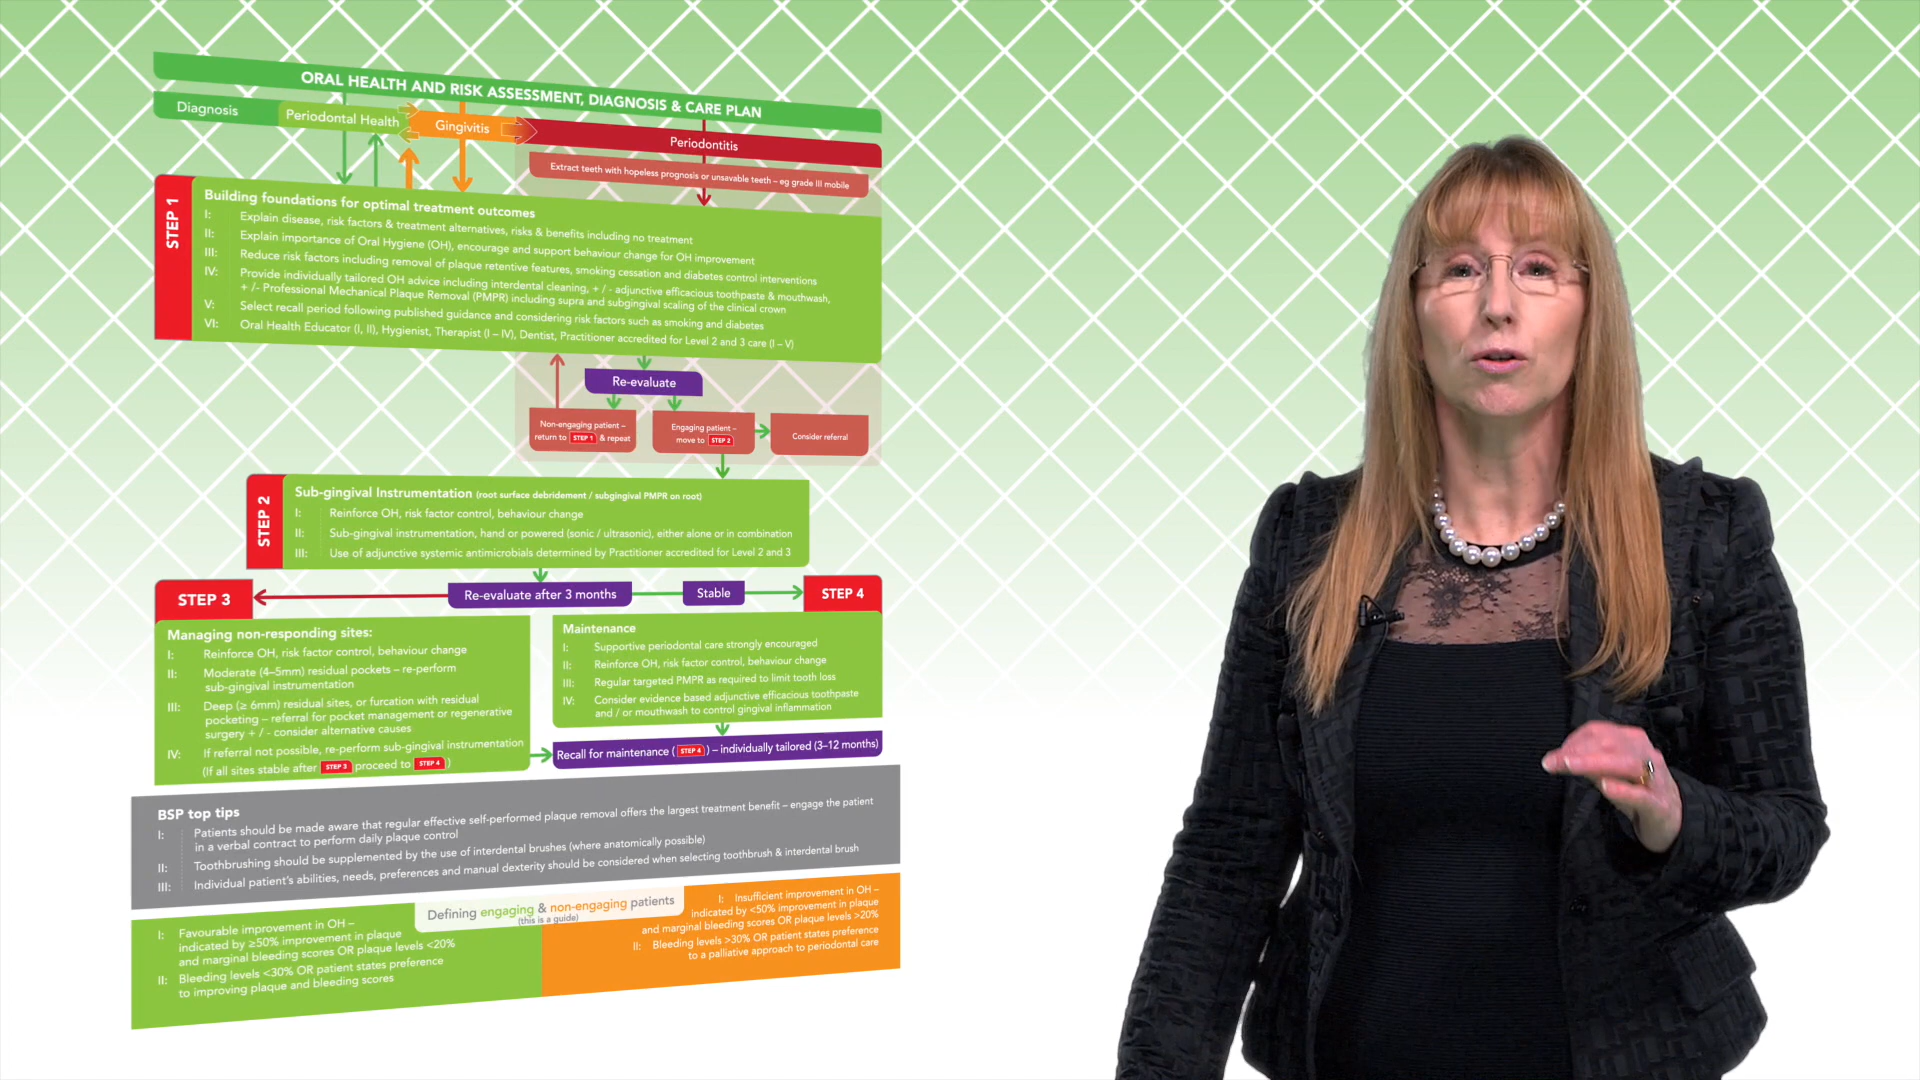 ORAL HEALTH AND RISK ASSESSMENT, DIAGNOSIS & CARE PLAN
Diagnosis
Periodontal Health
Gingivitis
Periodontitis
Extract teeth with hopeless prognosis or unsavable teeth – eg grade III mobile
STEP 1
Building foundations for optimal treatment outcomes
I: Explain disease, risk factors & treatment alternatives, risks & benefits including no treatment
II: Explain importance of Oral Hygiene (OH), encourage and support behaviour change for OH improvement
III: Reduce risk factors including removal of plaque retentive features, smoking cessation and diabetes control interventions
IV: Provide individually tailored OH advice including interdental cleaning, + / - adjunctive efficacious toothpaste & mouthwash,
+ /- Professional Mechanical Plaque Removal (PMPR) including supra and subgingival scaling of the clinical crown
V: Select recall period following published guidance and considering risk factors such as smoking and diabetes
VI: Oral Health Educator (I, II), Hygienist, Therapist (I – IV), Dentist, Practitioner accredited for Level 2 and 3 care (I – V)
Re-evaluate
Non-engaging patient –
return to STEP 1 & repeat
Engaging patient –
move to STEP 2
Consider referral
STEP 2
Sub-gingival Instrumentation (root surface debridement / subgingival PMPR on root)
I: Reinforce OH, risk factor control, behaviour change
II: Sub-gingival instrumentation, hand or powered (sonic / ultrasonic), either alone or in combination
III: Use of adjunctive systemic antimicrobials determined by Practitioner accredited for Level 2 and 3
STEP 3
Re-evaluate after 3 months
Stable
STEP 4
Managing non-responding sites:
I: Reinforce OH, risk factor control, behaviour change
II: Moderate (4–5mm) residual pockets – re-perform
sub-gingival instrumentation
III: Deep (≥ 6mm) residual sites, or furcation with residual
pocketing – referral for pocket management or regenerative
surgery + / - consider alternative causes
IV: If referral not possible, re-perform sub-gingival instrumentation
(If all sites stable after STEP 3 proceed to STEP 4)
Maintenance
I: Supportive periodontal care strongly encouraged
II: Reinforce OH, risk factor control, behaviour change
III: Regular targeted PMPR as required to limit tooth loss
IV: Consider evidence based adjunctive efficacious toothpaste
and / or mouthwash to control gingival inflammation
Recall for maintenance (STEP 4) – individually tailored (3–12 months)
BSP top tips
I: Patients should be made aware that regular effective self-performed plaque removal offers the largest treatment benefit – engage the patient
in a verbal contract to perform daily plaque control
II: Toothbrushing should be supplemented by the use of interdental brushes (where anatomically possible)
III: Individual patient's abilities, needs, preferences and manual dexterity should be considered when selecting toothbrush & interdental brush
Defining engaging & non-engaging patients
(this is a guide)
I: Favourable improvement in OH –
indicated by ≥50% improvement in plaque
and marginal bleeding scores OR plaque levels <20%
II: Bleeding levels <30% OR patient states preference
to improving plaque and bleeding scores
I: Insufficient improvement in OH –
indicated by <50% improvement in plaque
and marginal bleeding scores OR plaque levels >20%
II: Bleeding levels >30% OR patient states preference
to a palliative approach to periodontal care